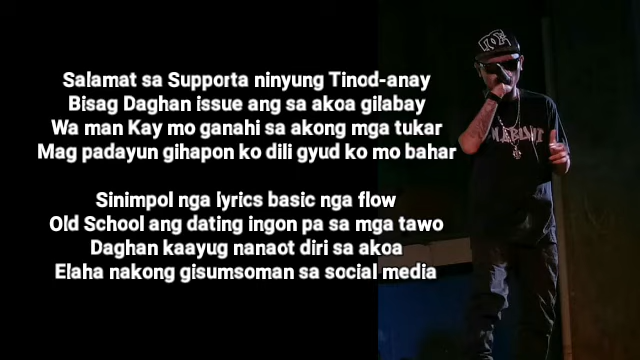 Salamat sa Supporta ninyung Tinod-anay
Bisag Daghan issue ang sa akoa gilabay
Wa man Kay mo ganahi sa akong mga tukar
Mag padayun gihapon ko dili gyud ko mo bahar
Sinimpol nga lyrics basic nga flow
Old School ang dating ingon pa sa mga tawo
Daghan kaayug nanaot diri sa akoa
Elaha nakong gisumsoman sa social media